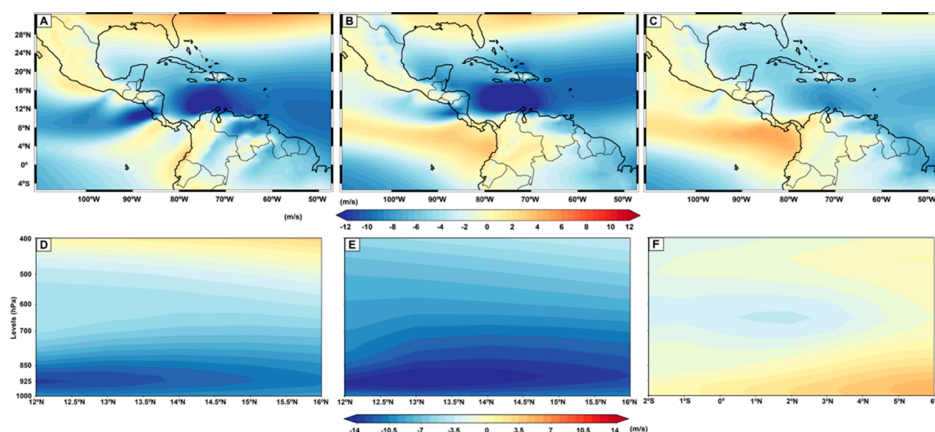 A B C
28°N
24°N
20°N
16°N
12°N
8°N
4°N
0°
4°S
100°W 90°W 80°W 70°W 60°W 50°W 100°W 90°W 80°W 70°W 60°W 50°W 100°W 90°W 80°W 70°W 60°W 50°W
(m/s) (m/s)
-12 -10 -8 -6 -4 -2 0 2 4 6 8 10 12
D E F
Levels (hPa)
400
500
600
700
850
925
1000
12°N 12.5°N 13°N 13.5°N 14°N 14.5°N 15°N 15.5°N 16°N 12°N 12.5°N 13°N 13.5°N 14°N 14.5°N 15°N 15.5°N 16°N 2°S 1°S 0° 1°N 2°N 3°N 4°N 5°N 6°
-14 -10.5 -7 -3.5 0 3.5 7 10.5 14 (m/s)